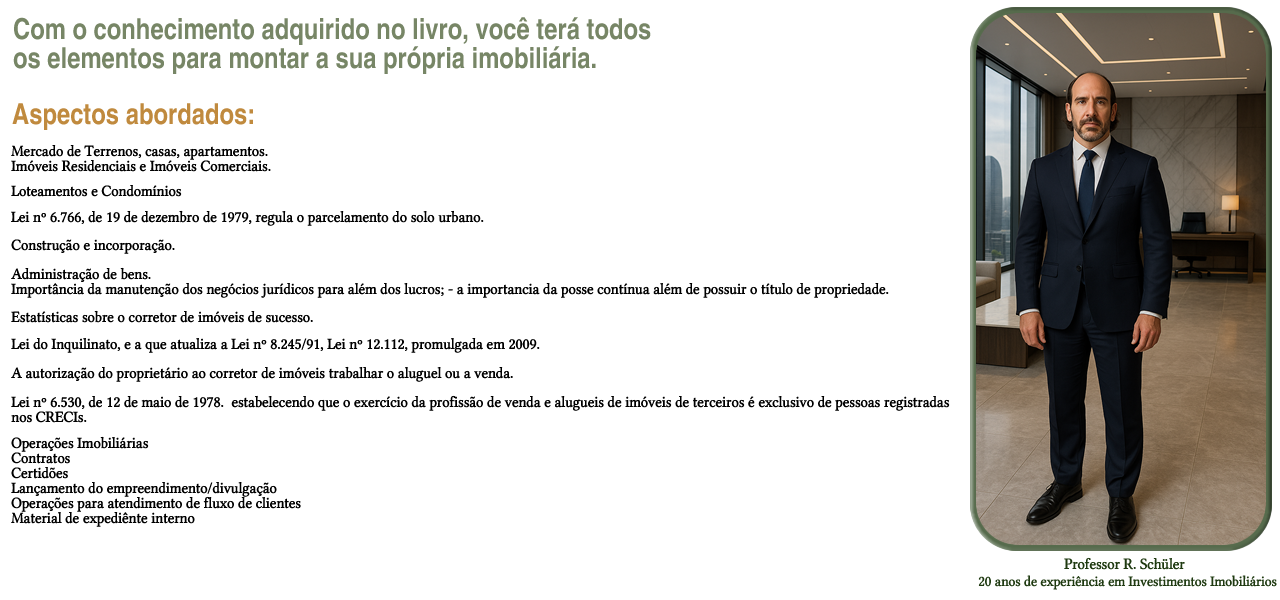 Com o conhecimento adquirido no livro, você terá todos
os elementos para montar a sua própria imobiliária.
Aspectos abordados:
Mercado de Terrenos, casas, apartamentos.
Imóveis Residenciais e Imóveis Comerciais.
Loteamentos e Condomínios
Lei nº 6.766, de 19 de dezembro de 1979, regula o parcelamento do solo urbano.
Construção e incorporação.
Administração de bens.
Importância da manutenção dos negócios jurídicos para além dos lucros; - a importancia da posse contínua além de possuir o título de propriedade.
Estatísticas sobre o corretor de imóveis de sucesso.
Lei do Inquilinato, e a que atualiza a Lei nº 8.245/91, Lei nº 12.112, promulgada em 2009.
A autorização do proprietário ao corretor de imóveis trabalhar o aluguel ou a venda.
Lei nº 6.530, de 12 de maio de 1978.  estabelecendo que o exercício da profissão de venda e alugueis de imóveis de terceiros é exclusivo de pessoas registradas
nos CRECIs.
Operações Imobiliárias
Contratos
Certidões
Lançamento do empreendimento/divulgação
Operações para atendimento de fluxo de clientes
Material de expediênte interno
Professor R. Schüler
20 anos de experiência em Investimentos Imobiliários